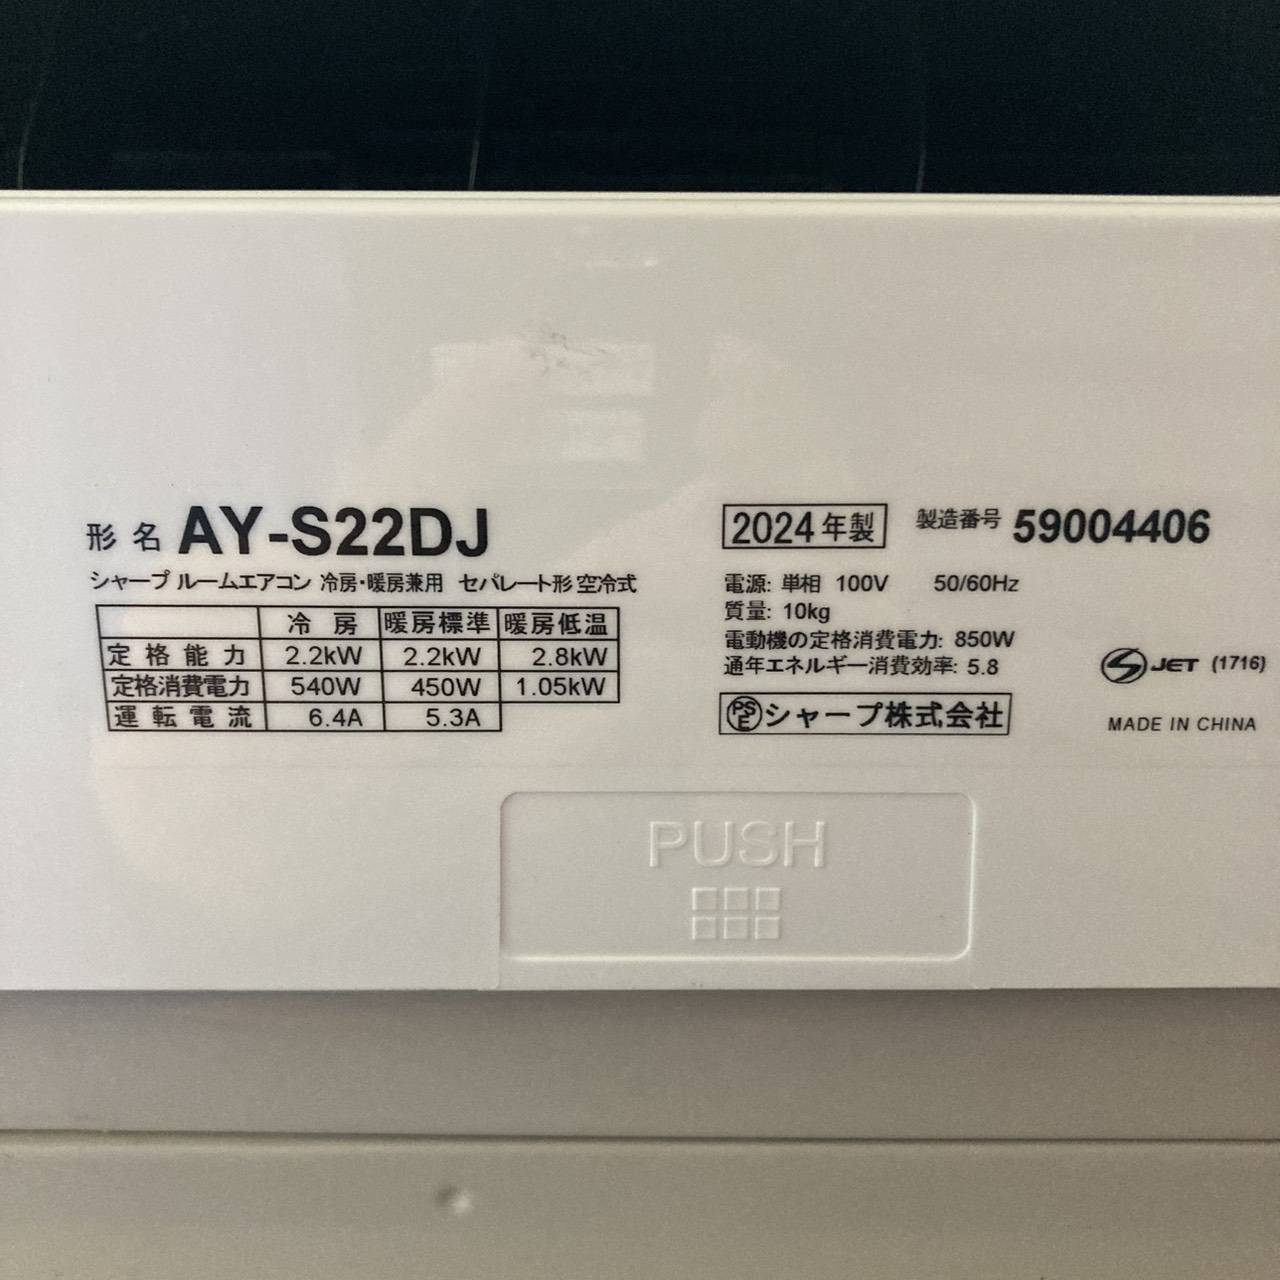 形名 AY-S22DJ
シャープ ルームエアコン 冷房・暖房兼用 セパレート形 空冷式
冷房 暖房標準 暖房低温
定格能力 2.2kW 2.2kW 2.8kW
定格消費電力 540W 450W 1.05kW
運転電流 6.4A 5.3A
2024年製 製造番号 59004406
電源: 単相 100V 50/60Hz
質量: 10kg
電動機の定格消費電力: 850W
通年エネルギー消費効率: 5.8
PSE シャープ株式会社
S JET (1716)
MADE IN CHINA
PUSH